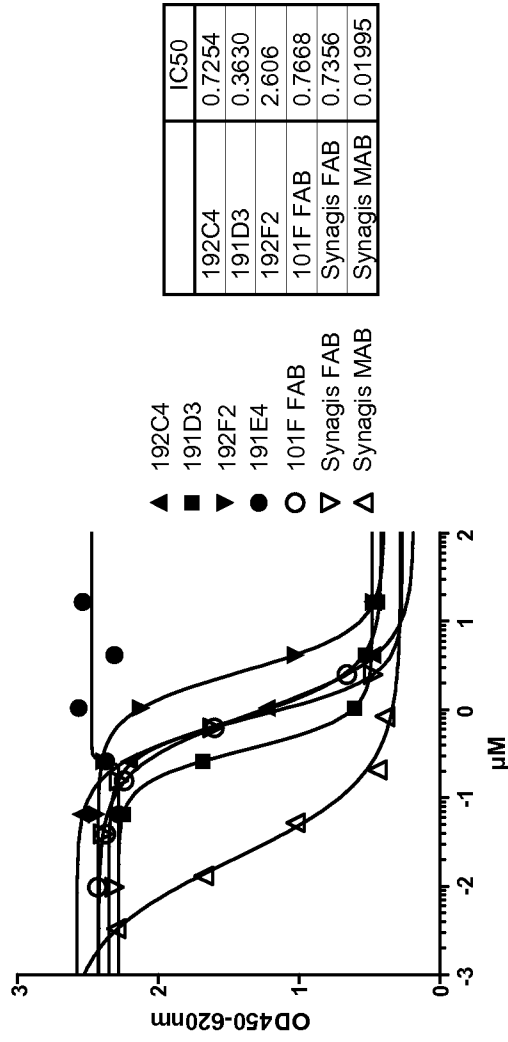 3
2
1
0
OD450-620nm
-3
-2
-1
0
1
2
µM
192C4
191D3
192F2
191E4
101F FAB
Synagis FAB
Synagis MAB
IC50
192C4 0.7254
191D3 0.3630
192F2 2.606
101F FAB 0.7668
Synagis FAB 0.7356
Synagis MAB 0.01995